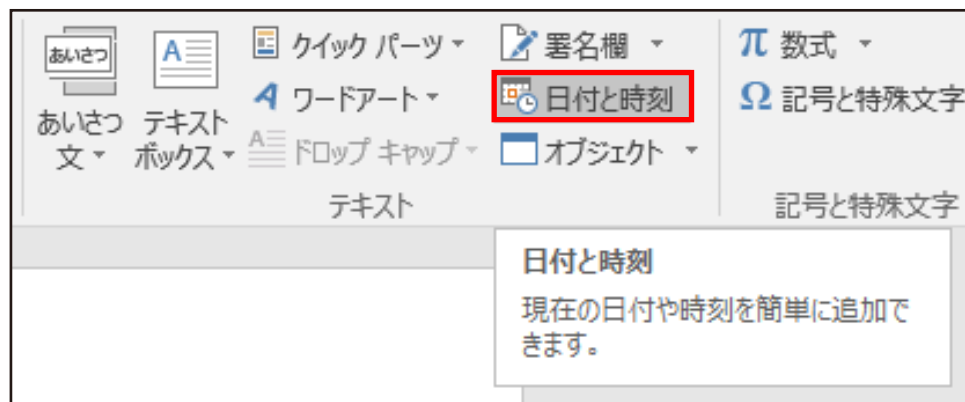 あいさつ
あいさつ
文
A
テキスト
ボックス
クイック パーツ
A ワードアート
A ドロップ キャップ
署名欄
日付と時刻
オブジェクト
テキスト
π 数式
Ω 記号と特殊文字
記号と特殊文字
日付と時刻
現在の日付や時刻を簡単に追加で
きます。